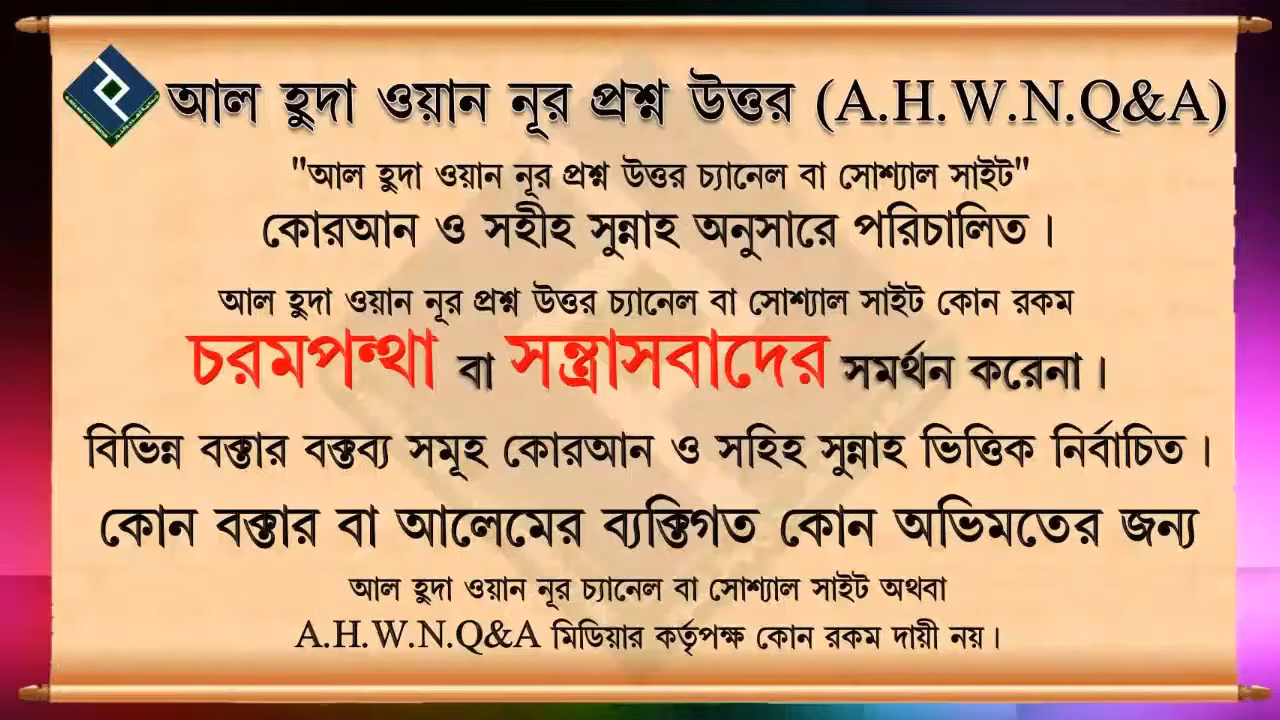 আল হুদা ওয়ান নূর প্রশ্ন উত্তর (A.H.W.N.Q&A)
"আল হুদা ওয়ান নূর প্রশ্ন উত্তর চ্যানেল বা সোশ্যাল সাইট"
কোরআন ও সহীহ সুন্নাহ অনুসারে পরিচালিত।
আল হুদা ওয়ান নূর প্রশ্ন উত্তর চ্যানেল বা সোশ্যাল সাইট কোন রকম
চরমপন্থা বা সন্ত্রাসবাদের সমর্থন করেনা।
বিভিন্ন বক্তার বক্তব্য সমূহ কোরআন ও সহিহ সুন্নাহ ভিত্তিক নির্বাচিত।
কোন বক্তার বা আলেমের ব্যক্তিগত কোন অভিমতের জন্য
আল হুদা ওয়ান নূর চ্যানেল বা সোশ্যাল সাইট অথবা
A.H.W.N.Q&A মিডিয়ার কর্তৃপক্ষ কোন রকম দায়ী নয়।